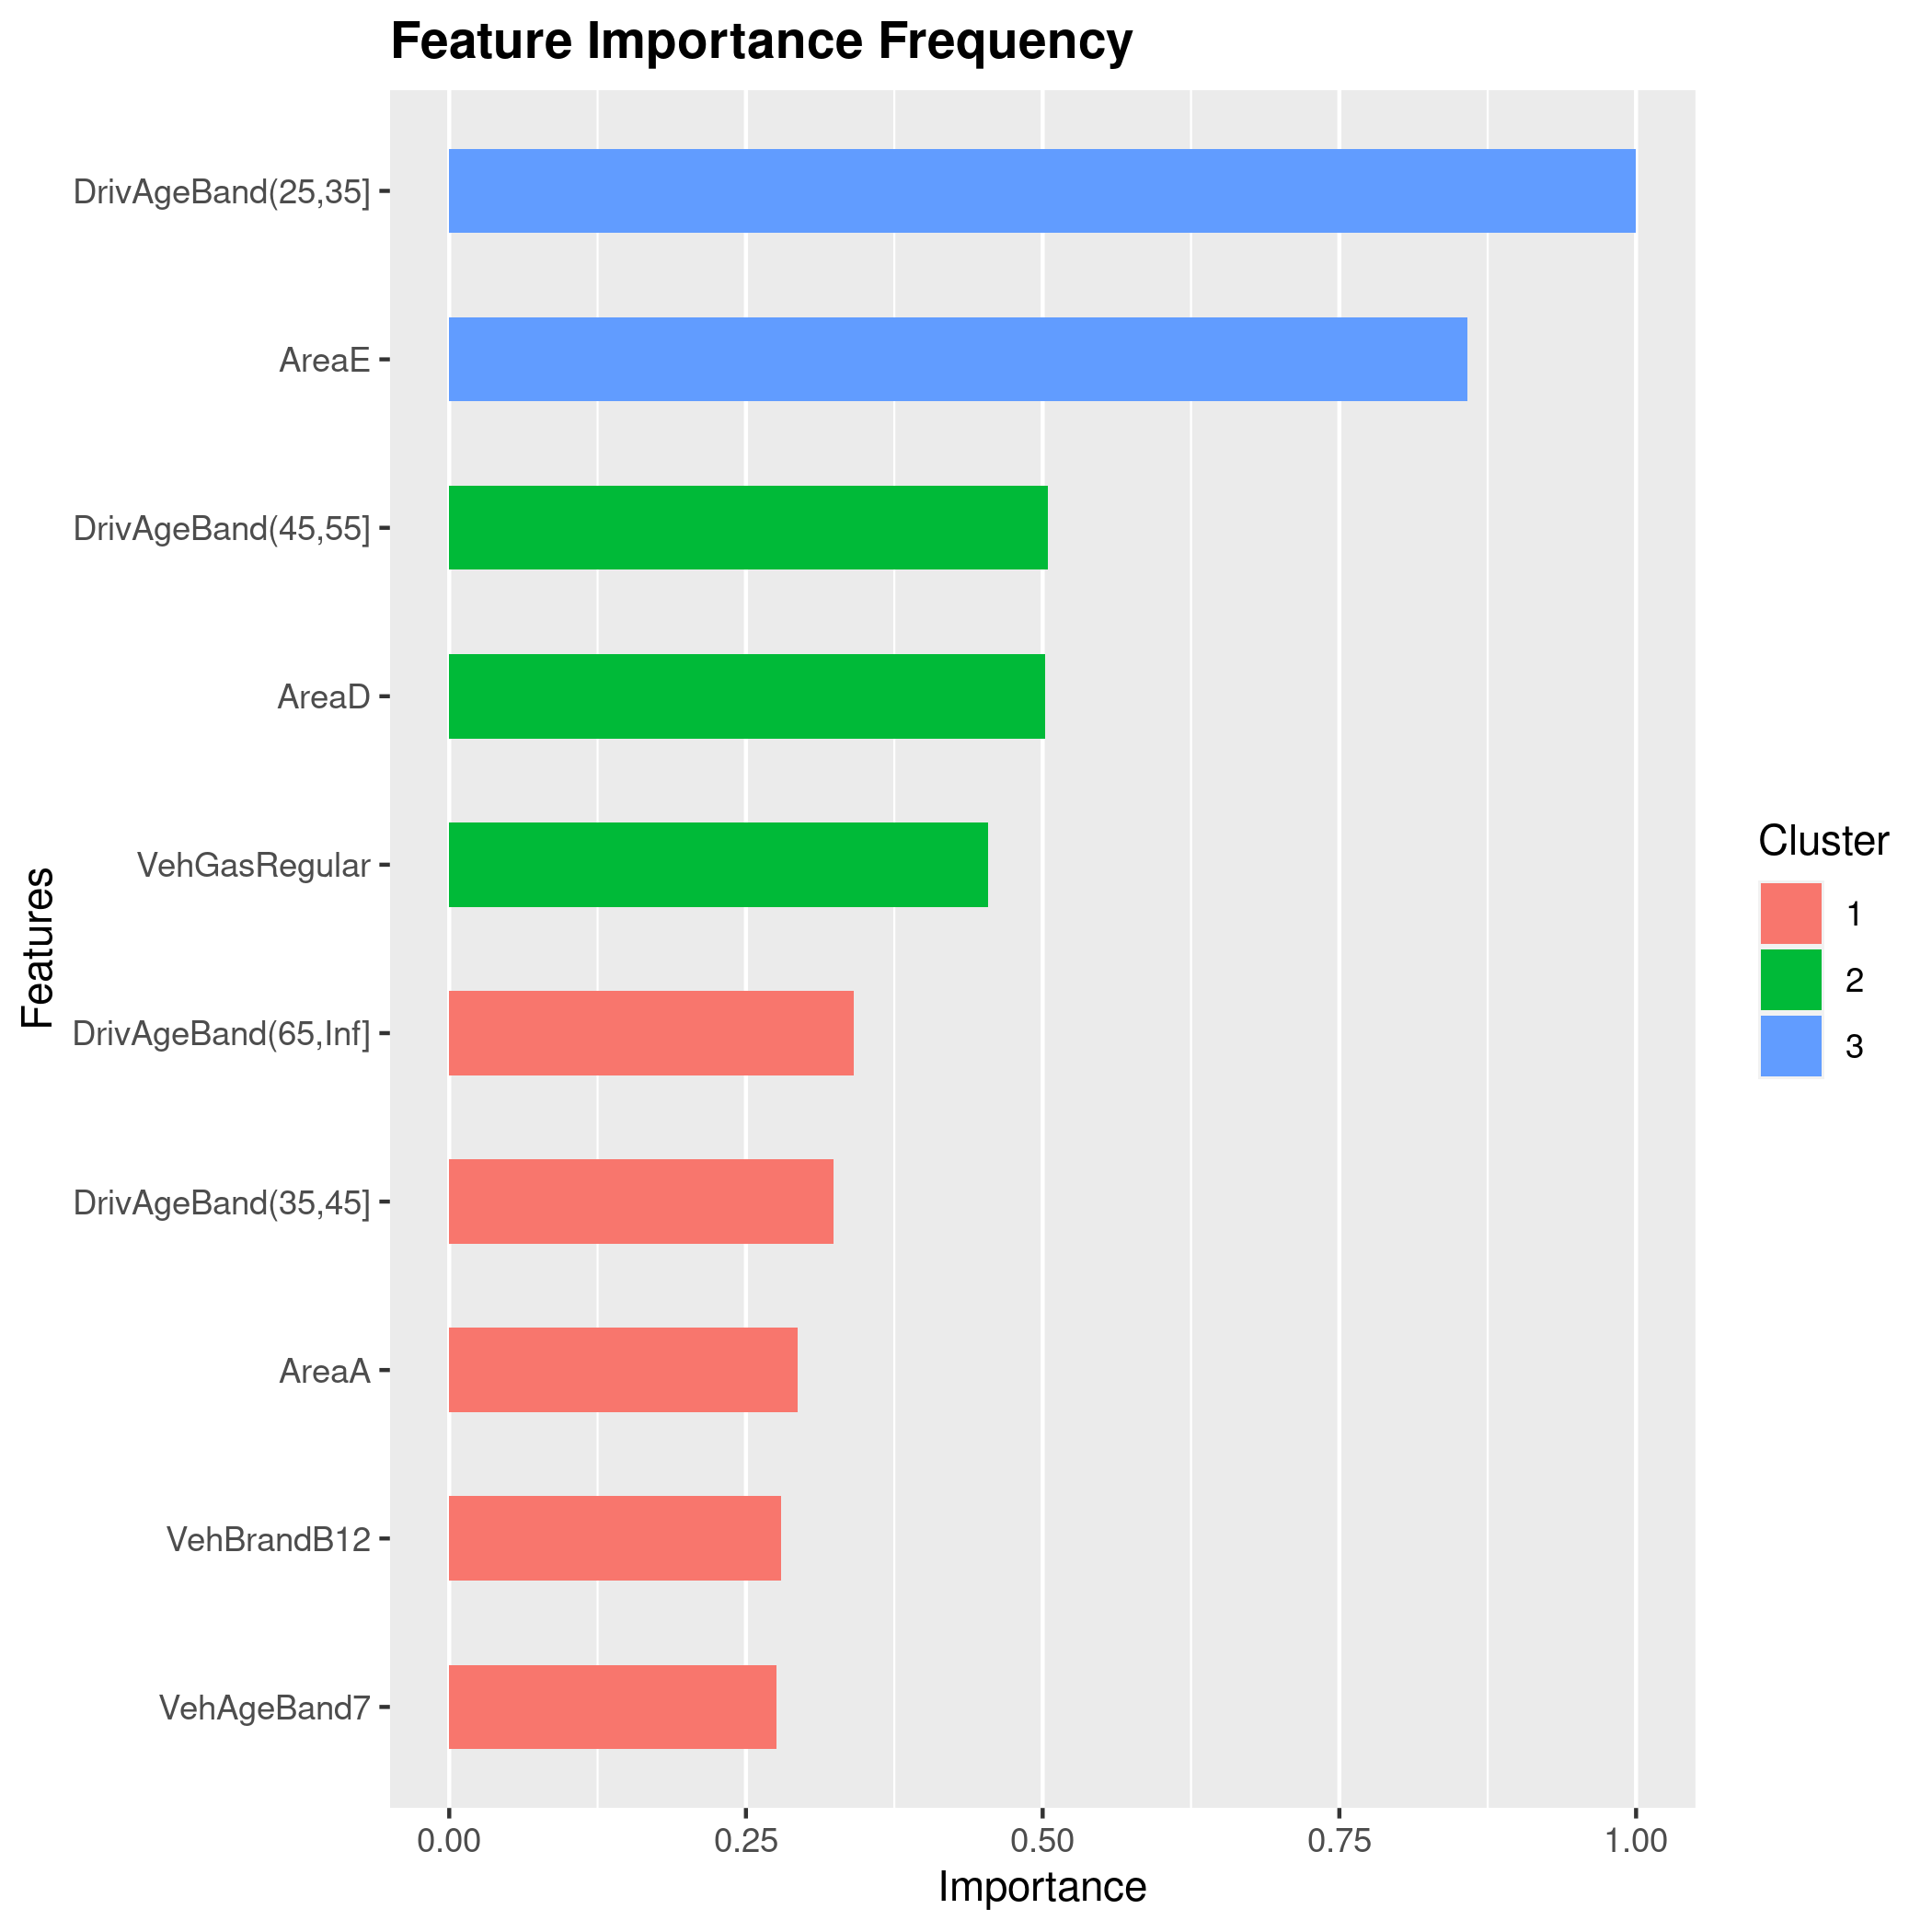 Feature Importance Frequency
DrivAgeBand(25,35]
AreaE
DrivAgeBand(45,55]
AreaD
VehGasRegular
DrivAgeBand(65,Inf]
DrivAgeBand(35,45]
AreaA
VehBrandB12
VehAgeBand7
Features
0.00 0.25 0.50 0.75 1.00
Importance
Cluster
1
2
3